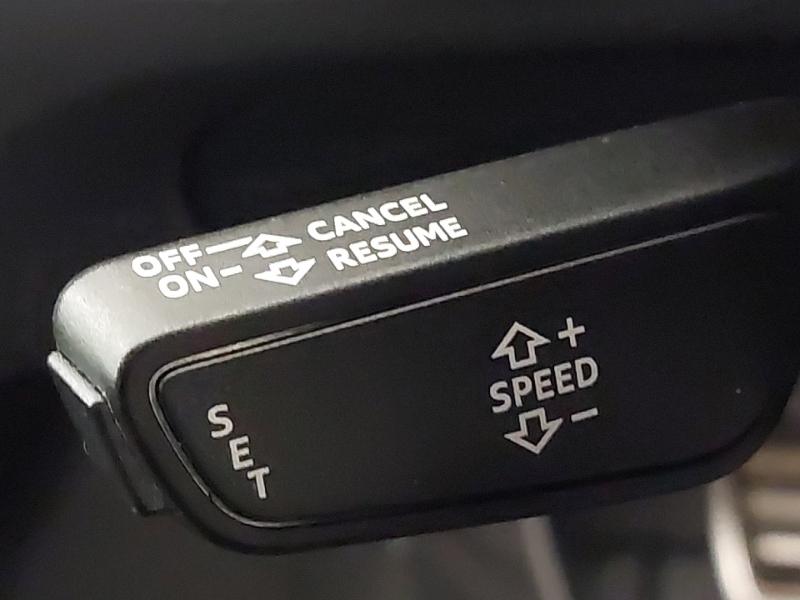 OFF CANCEL
ON RESUME
+
SPEED
-
SET